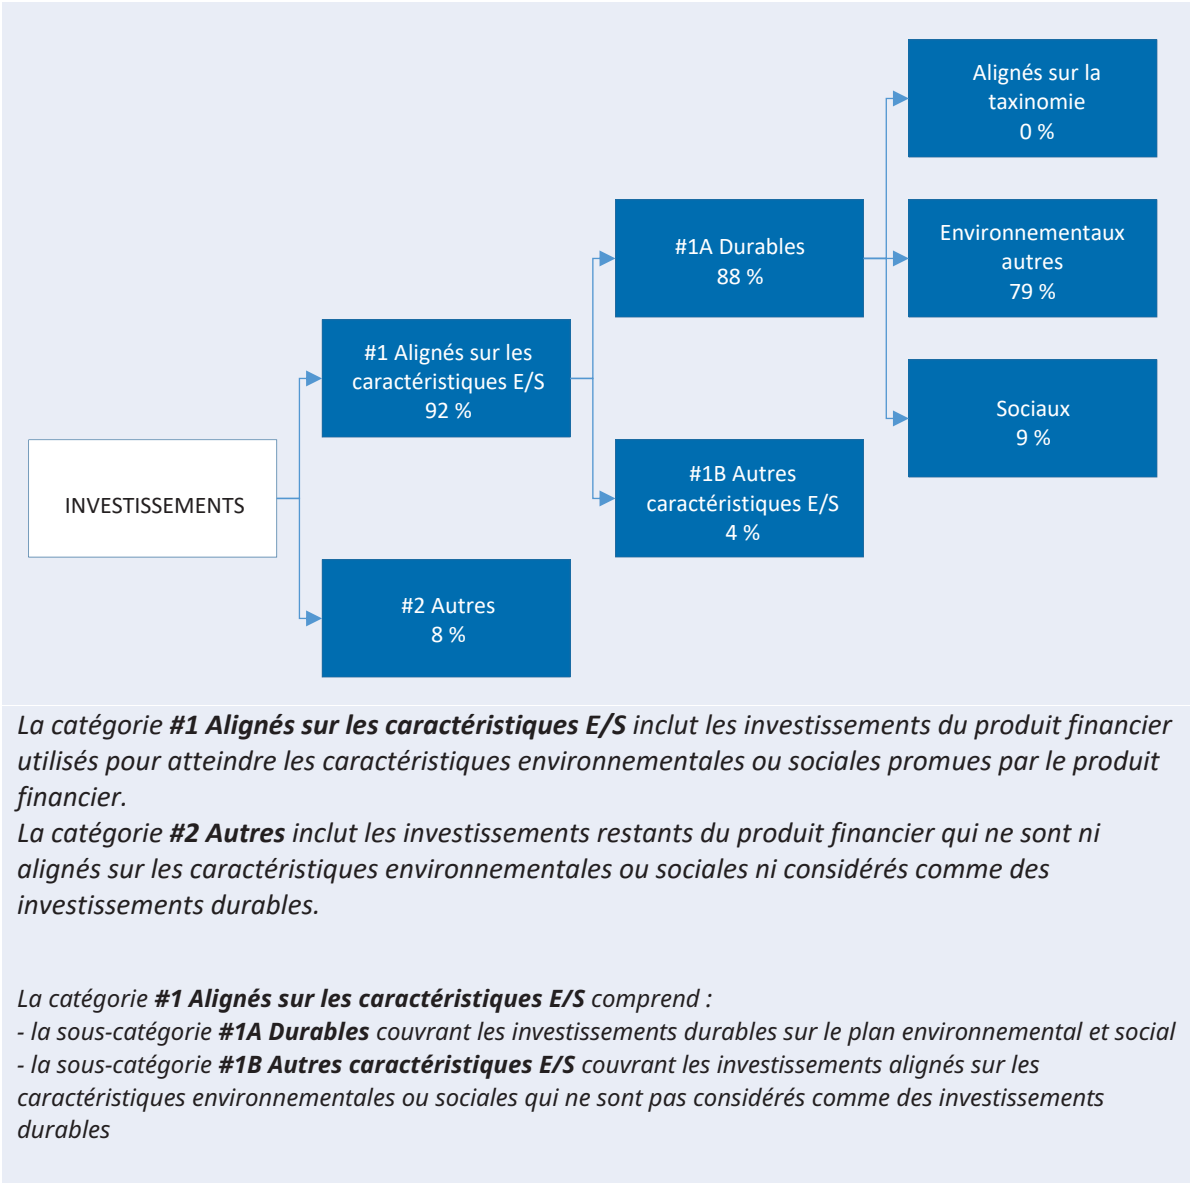 Alignés sur la
taxinomie
0 %
#1A Durables
88 %
Environnementaux
autres
79 %
#1 Alignés sur les
caractéristiques E/S
92 %
Sociaux
9 %
INVESTISSEMENTS
#1B Autres
caractéristiques E/S
4 %
#2 Autres
8 %
La catégorie #1 Alignés sur les caractéristiques E/S inclut les investissements du produit financier
utilisés pour atteindre les caractéristiques environnementales ou sociales promues par le produit
financier.
La catégorie #2 Autres inclut les investissements restants du produit financier qui ne sont ni
alignés sur les caractéristiques environnementales ou sociales ni considérés comme des
investissements durables.
La catégorie #1 Alignés sur les caractéristiques E/S comprend :
- la sous-catégorie #1A Durables couvrant les investissements durables sur le plan environnemental et social
- la sous-catégorie #1B Autres caractéristiques E/S couvrant les investissements alignés sur les
caractéristiques environnementales ou sociales qui ne sont pas considérés comme des investissements
durables